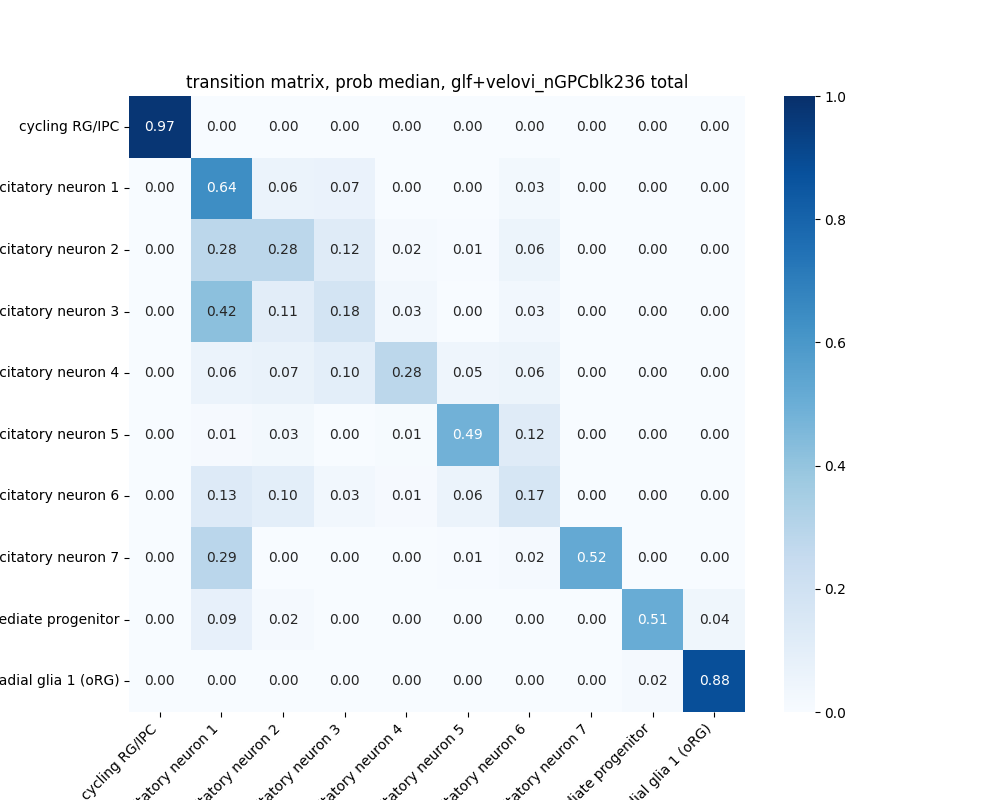 transition matrix, prob median, glf+velovi_nGPCblk236 total
cycling RG/IPC 0.97 0.00 0.00 0.00 0.00 0.00 0.00 0.00 0.00 0.00
citatory neuron 1 0.00 0.64 0.06 0.07 0.00 0.00 0.03 0.00 0.00 0.00
citatory neuron 2 0.00 0.28 0.28 0.12 0.02 0.01 0.06 0.00 0.00 0.00
citatory neuron 3 0.00 0.42 0.11 0.18 0.03 0.00 0.03 0.00 0.00 0.00
citatory neuron 4 0.00 0.06 0.07 0.10 0.28 0.05 0.06 0.00 0.00 0.00
citatory neuron 5 0.00 0.01 0.03 0.00 0.01 0.49 0.12 0.00 0.00 0.00
citatory neuron 6 0.00 0.13 0.10 0.03 0.01 0.06 0.17 0.00 0.00 0.00
citatory neuron 7 0.00 0.29 0.00 0.00 0.00 0.01 0.02 0.52 0.00 0.00
ediate progenitor 0.00 0.09 0.02 0.00 0.00 0.00 0.00 0.00 0.51 0.04
adial glia 1 (oRG) 0.00 0.00 0.00 0.00 0.00 0.00 0.00 0.00 0.02 0.88
cycling RG/IPC
tatory neuron 1
itatory neuron 2
tatory neuron 3
tatory neuron 4
tatory neuron 5
tatory neuron 6
tatory neuron 7
diate progenitor
dial glia 1 (oRG)
1.0
0.8
0.6
0.4
0.2
0.0